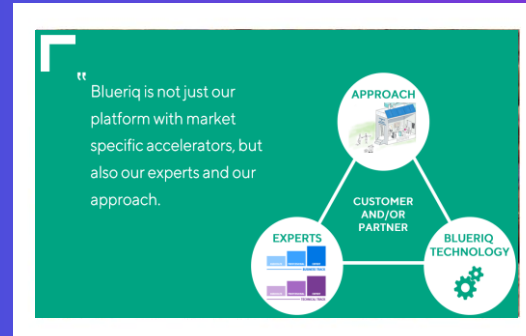 "
Blueriq is not just our
platform with market
specific accelerators, but
also our experts and our
approach.
APPROACH
CUSTOMER
AND/OR
PARTNER
EXPERTS
BLUERIQ
TECHNOLOGY